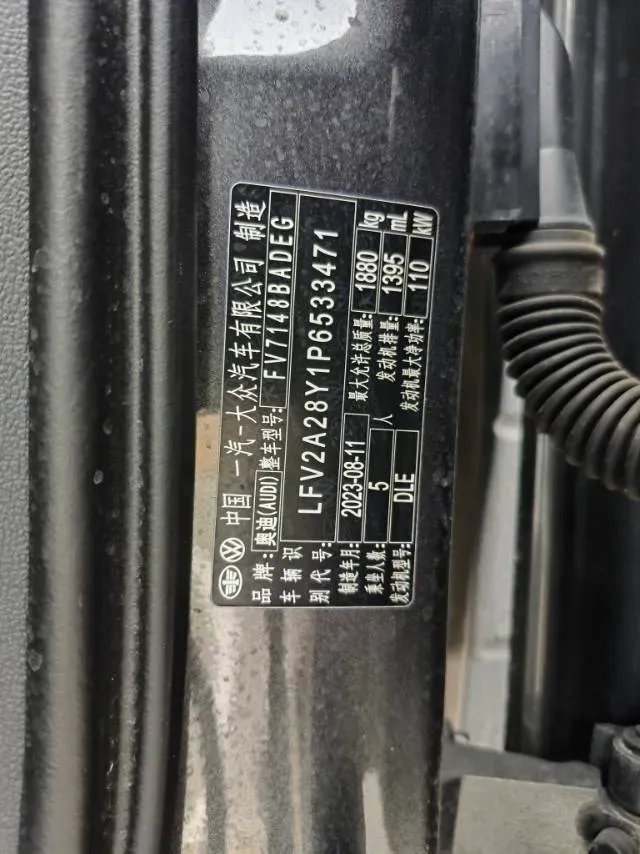 中国 一汽-大众汽车有限公司 制造
品牌: 奥迪(AUDI) 整车型号: FV7148BADEG
车辆识别代号: LFV2A28Y1P6533471
制造年月: 2023-08-11 最大允许总质量: 1880 kg
乘坐人数: 5 人 发动机排量: 1395 mL
发动机型号: DLE 发动机最大净功率: 110 kW